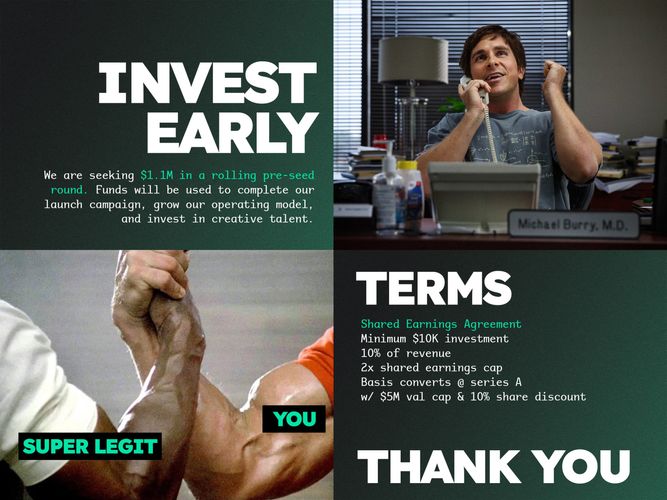 INVEST
EARLY
We are seeking $1.1M in a rolling pre-seed
round. Funds will be used to complete our
launch campaign, grow our operating model,
and invest in creative talent.
Michael Burry, M.D.
TERMS
Shared Earnings Agreement
Minimum $10K investment
10% of revenue
2x shared earnings cap
Basis converts @ series A
w/ $5M val cap & 10% share discount
YOU
SUPER LEGIT
THANK YOU